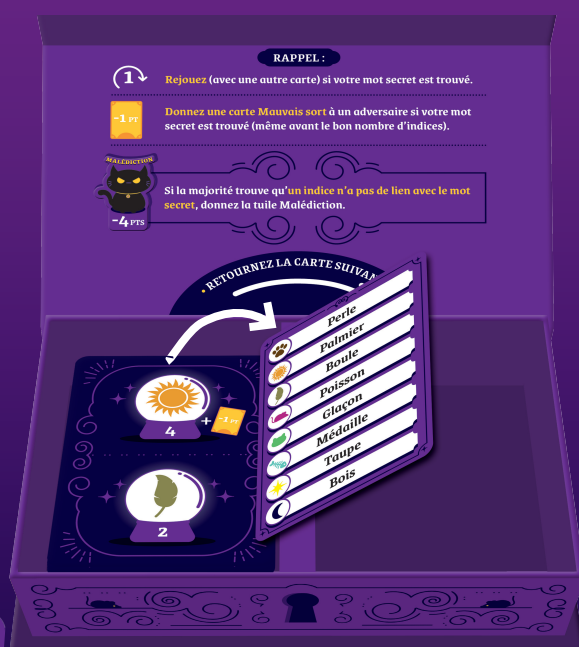 RAPPEL :
1
Rejouez (avec une autre carte) si votre mot secret est trouvé.
-1 PT
Donnez une carte Mauvais sort à un adversaire si votre mot
secret est trouvé (même avant le bon nombre d'indices).
MALÉDICTION
-4 PTS
Si la majorité trouve qu'un indice n'a pas de lien avec le mot
secret, donnez la tuile Malédiction.
• RETOURNEZ LA CARTE
Perle
Palmier
Boule
Poisson
Glaçon
Médaille
Taupe
Bois
4
+
-1 PT
2